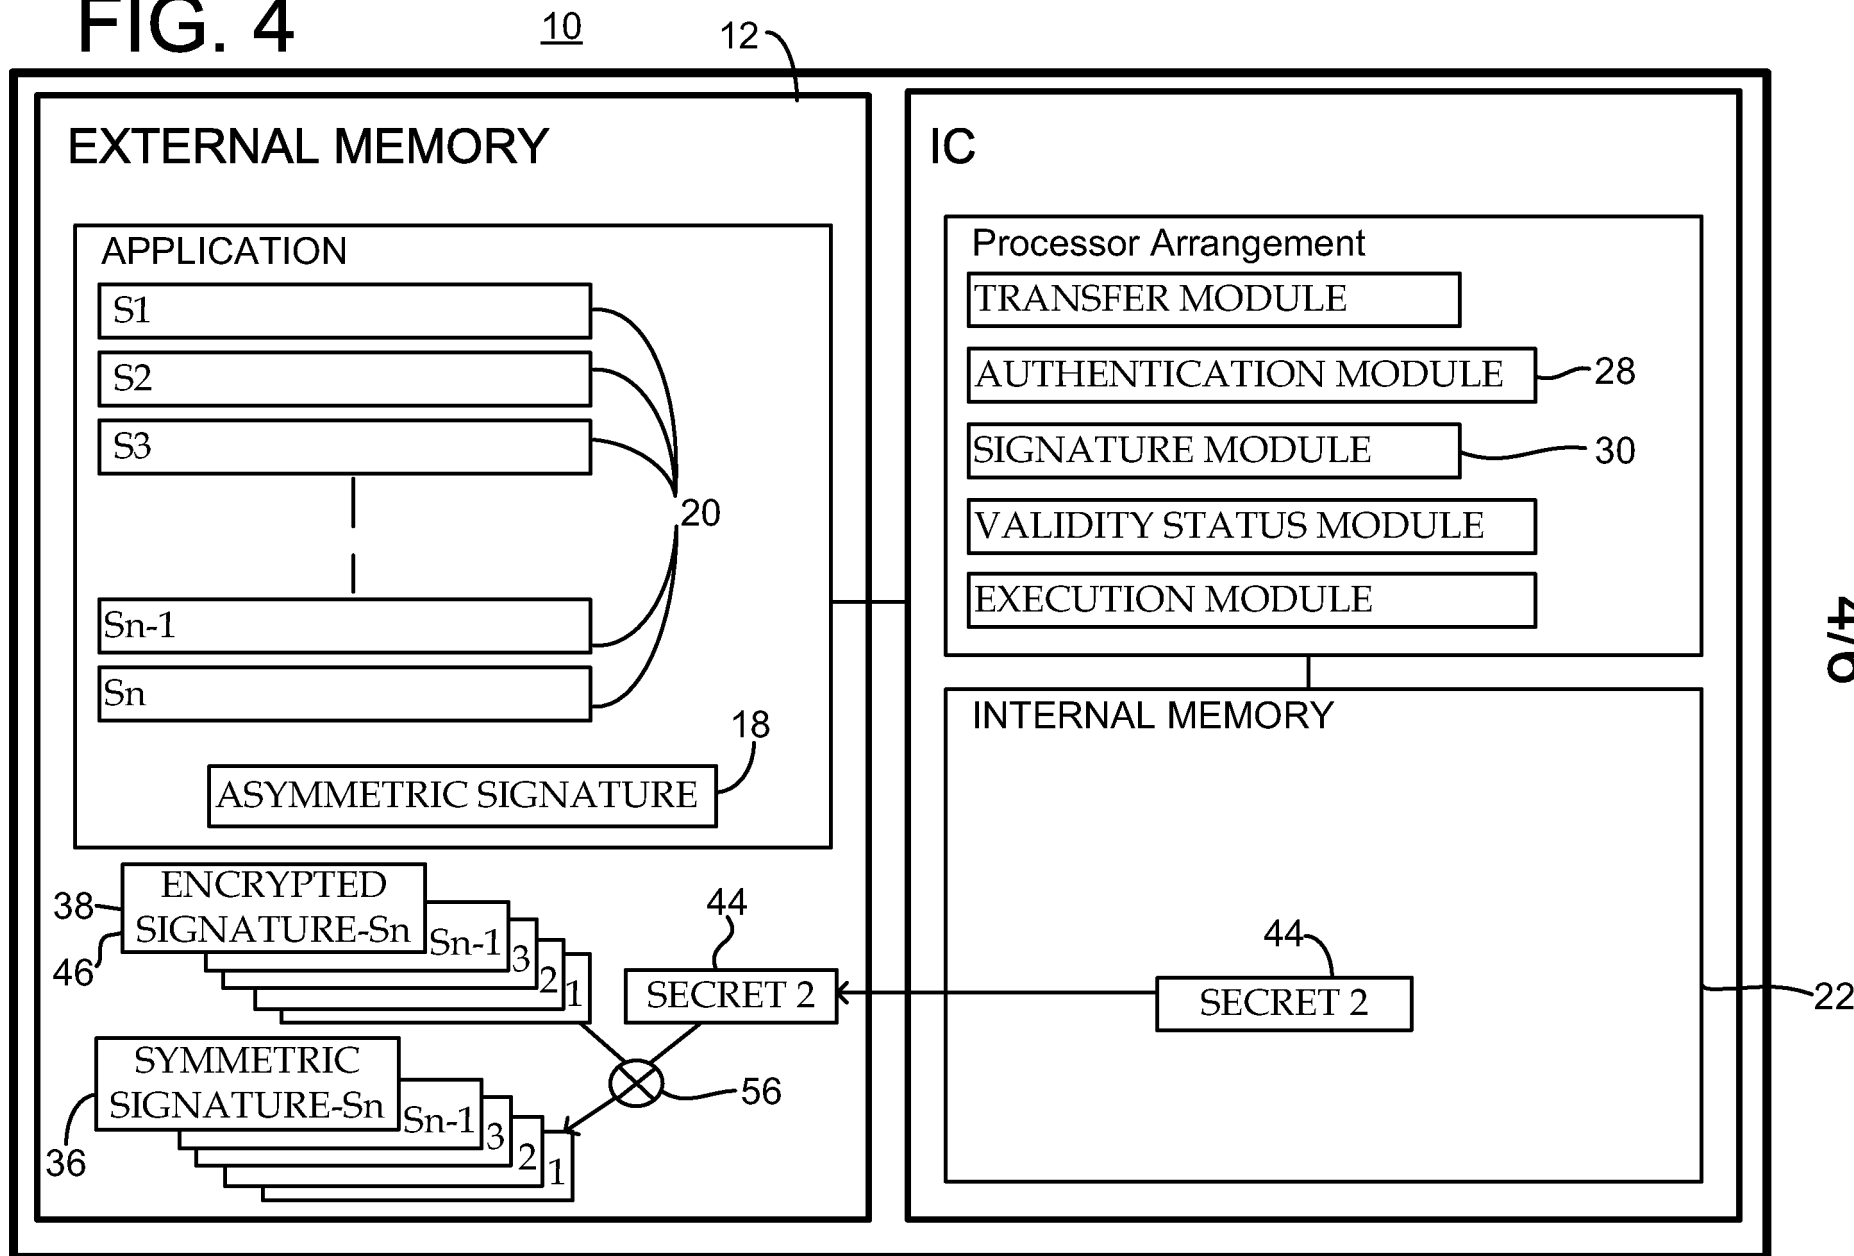 FIG. 4
10
12
EXTERNAL MEMORY
APPLICATION
S1
S2
S3
20
Sn-1
Sn
18
ASYMMETRIC SIGNATURE
ENCRYPTED
SIGNATURE-Sn
Sn-1
3
2
1
38
46
44
SECRET 2
SYMMETRIC
SIGNATURE-Sn
Sn-1
3
2
1
36
56
IC
Processor Arrangement
TRANSFER MODULE
AUTHENTICATION MODULE
28
SIGNATURE MODULE
30
VALIDITY STATUS MODULE
EXECUTION MODULE
INTERNAL MEMORY
44
SECRET 2
22
4/6